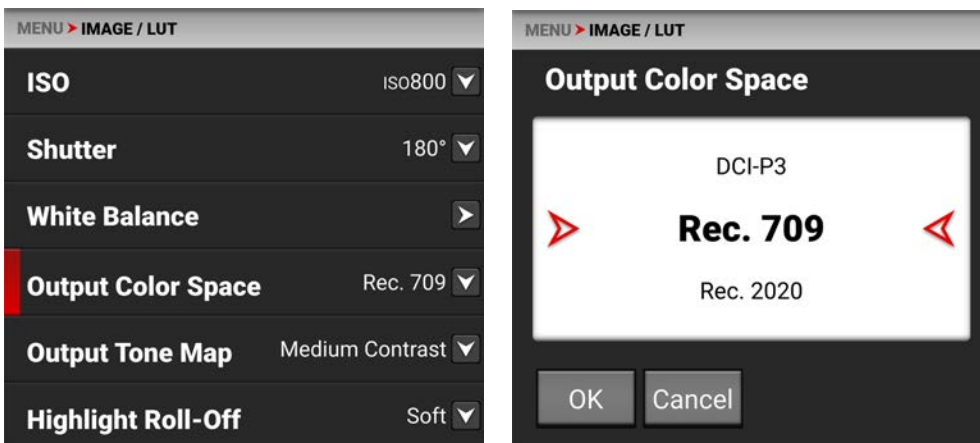 MENU > IMAGE / LUT
ISO ISO800
Shutter 180°
White Balance
Output Color Space Rec. 709
Output Tone Map Medium Contrast
Highlight Roll-Off Soft
MENU > IMAGE / LUT
Output Color Space
DCI-P3
Rec. 709
Rec. 2020
OK Cancel